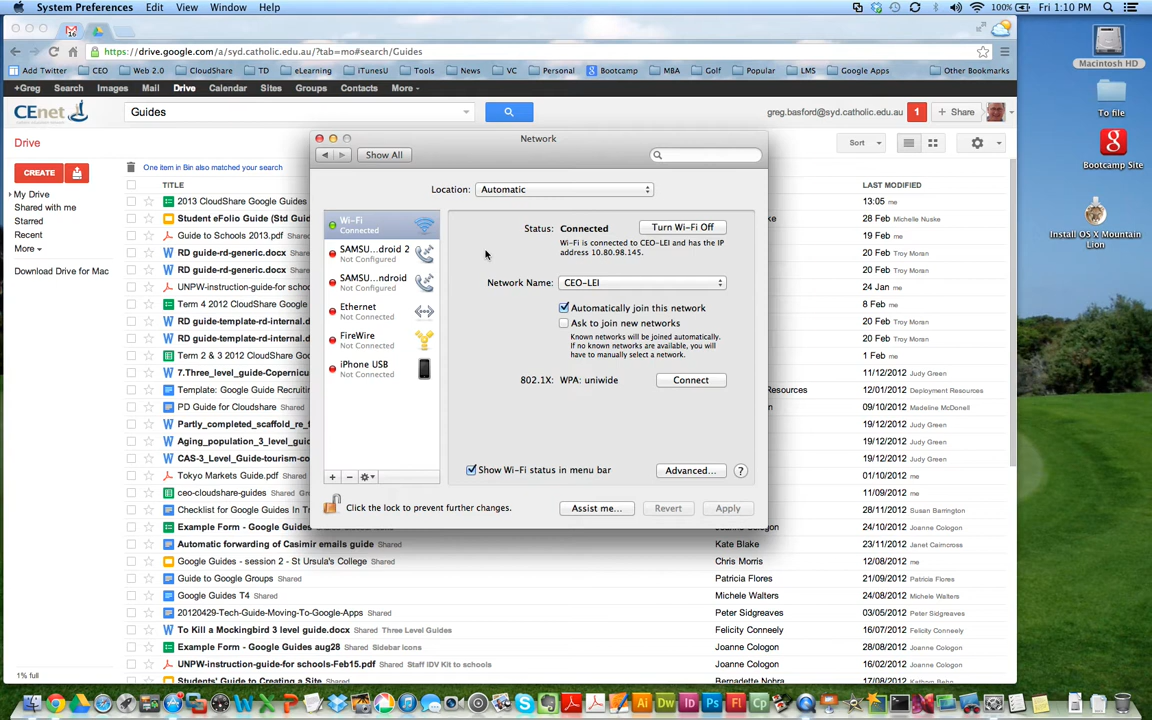 System Preferences Edit View Window Help 100% Fri 1:10 PM
16
https://drive.google.com/a/syd.catholic.edu.au/?tab=mo#search/Guides
Add Twitter CEO Web 2.0 CloudShare TD eLearning iTunesU Tools News VC Personal Bootcamp MBA Golf Popular LMS Google Apps Other Bookmarks
+Greg Search Images Mail Drive Calendar Sites Groups Contacts More
CEnet Guides greg.basford@syd.catholic.edu.au 1 + Share
Drive Sort
CREATE One item in Bin also matched your search
TITLE LAST MODIFIED
My Drive
Shared with me
Starred
Recent
More
Download Drive for Mac
2013 CloudShare Guide 13:05 me
Student eFolio Guide (Std Guid 28 Feb Michelle Nuske
Guide to Schools 2013.pdf 19 Feb me
RD guide-rd-generic.docx 20 Feb Troy Moran
RD guide-rd-generic.docx 20 Feb Troy Moran
UNPW-instruction-guide-for-schools 24 Jan me
Term 4 2012 CloudShare Google 8 Feb me
RD guide-template-rd-internal.d 20 Feb Troy Moran
RD guide-template-rd-internal.d 20 Feb Troy Moran
Term 2 & 3 2012 CloudShare 1 Feb me
7.Three_level_guide-Copernicu 11/12/2012 Judy Green
Template: Google Recruiting Resources 12/01/2012 Deployment Resources
PD Guide for Cloudshare Shared 09/10/2012 Madeline McDonell
Partly_completed_scaffold_re_f 19/12/2012 Judy Green
Aging_population_3_level_guid 19/12/2012 Judy Green
CAS-3_Level_Guide-tourism-co 19/12/2012 Judy Green
Tokyo Markets Guide.pdf Shared 01/10/2012 me
ceo-cloudshare-guides Shared 11/09/2012 me
Checklist for Google Guides In T 03/10/2012 Susan Burrows
Example Form - Google Guides Joanne Cologon 24/10/2012 Joanne Cologon
Automatic forwarding of Casimir emails guide Shared Kate Blake 23/11/2012 Janet Cairncross
Google Guides - session 2 - St Ursula's College Shared Chris Morris 12/08/2012 me
Guide to Google Groups Shared Patricia Flores 21/09/2012 Patricia Flores
Google Guides T4 Shared Michele Walters 24/08/2012 Michele Walters
20120429-Tech-Guide-Moving-To-Google-Apps Shared Peter Sidgreaves 03/05/2012 Peter Sidgreaves
To Kill a Mockingbird 3 level guide.docx Shared Three Level Guides Felicity Conneely 16/07/2012 Felicity Conneely
Example Form - Google Guides aug28 Shared Sidebar icons Joanne Cologon 28/08/2012 Joanne Cologon
UNPW-instruction-guide-for-schools-Feb15.pdf Shared Staff IDV Kit to schools Joanne Cologon 16/02/2012 Joanne Cologon
1% full
Network
Show All
Location: Automatic
Wi-Fi
Connected
SAMSU...droid 2
Not Configured
SAMSU...ndroid
Not Configured
Ethernet
Not Connected
FireWire
Not Connected
iPhone USB
Not Connected
Status: Connected Turn Wi-Fi Off
Wi-Fi is connected to CEO-LEI and has the IP
address 10.80.98.145.
Network Name: CEO-LEI
Automatically join this network
Ask to join new networks
Known networks will be joined automatically.
If no known networks are available, you will
have to manually select a network.
802.1X: WPA: uniwide Connect
Show Wi-Fi status in menu bar Advanced... ?
Click the lock to prevent further changes. Assist me... Revert Apply
Macintosh HD
To file
Bootcamp Site
Install OS X Mountain
Lion